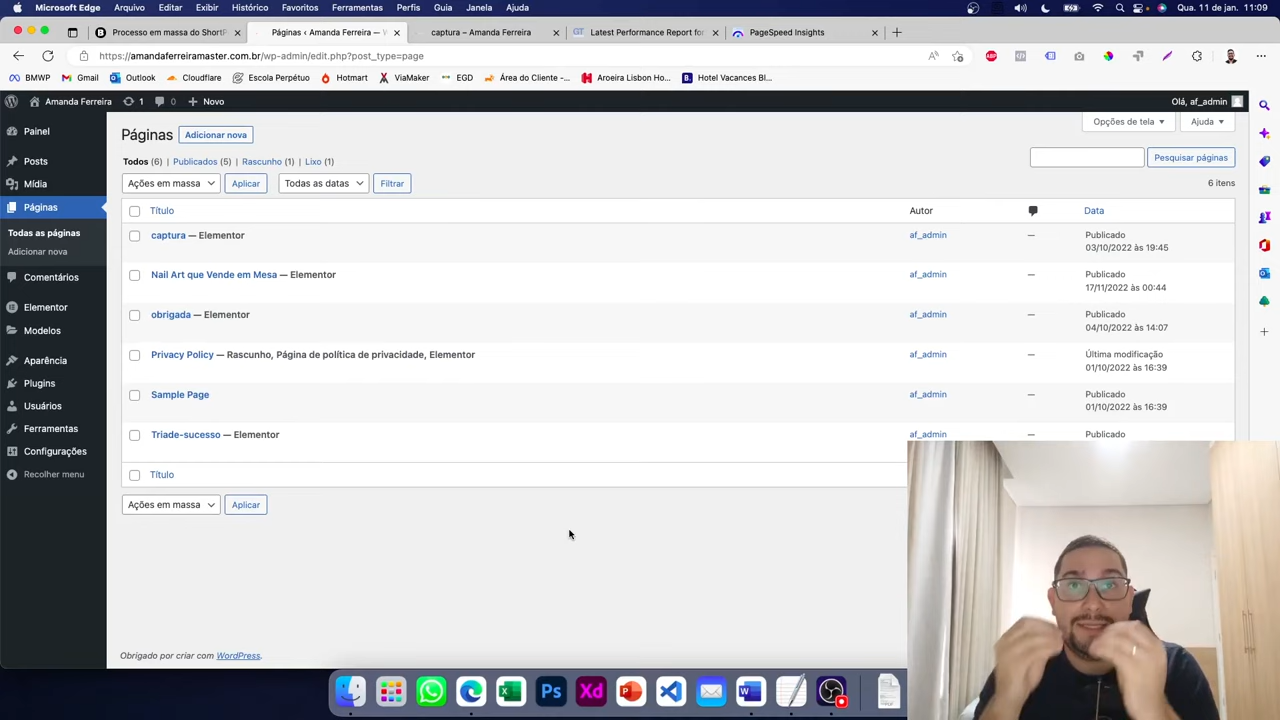 Microsoft Edge Arquivo Editar Exibir Histórico Favoritos Ferramentas Perfis Guia Janela Ajuda Qua. 11 de jan. 11:09
Processo em massa do ShortP Páginas ‹ Amanda Ferreira — W captura – Amanda Ferreira GT Latest Performance Report for PageSpeed Insights
https://amandaferreiramaster.com.br/wp-admin/edit.php?post_type=page
BMWP Gmail Outlook Cloudflare Escola Perpétuo Hotmart ViaMaker EGD Área do Cliente -... Aroeira Lisbon Ho... Hotel Vacances Bl...
Amanda Ferreira 1 0 Novo Olá, af_admin
Painel
Posts
Mídia
Páginas
Todas as páginas
Adicionar nova
Comentários
Elementor
Modelos
Aparência
Plugins
Usuários
Ferramentas
Configurações
Recolher menu
Páginas Adicionar nova Opções de tela Ajuda
Todos (6) | Publicados (5) | Rascunho (1) | Lixo (1) Pesquisar páginas
Ações em massa Aplicar Todas as datas Filtrar 6 itens
Título Autor Data
captura — Elementor af_admin — Publicado
03/10/2022 às 19:45
Nail Art que Vende em Mesa — Elementor af_admin — Publicado
17/11/2022 às 00:44
obrigada — Elementor af_admin — Publicado
04/10/2022 às 14:07
Privacy Policy — Rascunho, Página de política de privacidade, Elementor af_admin — Última modificação
01/10/2022 às 16:39
Sample Page af_admin — Publicado
01/10/2022 às 16:39
Triade-sucesso — Elementor af_admin — Publicado
Título
Ações em massa Aplicar
Obrigado por criar com WordPress.
Ps Xd